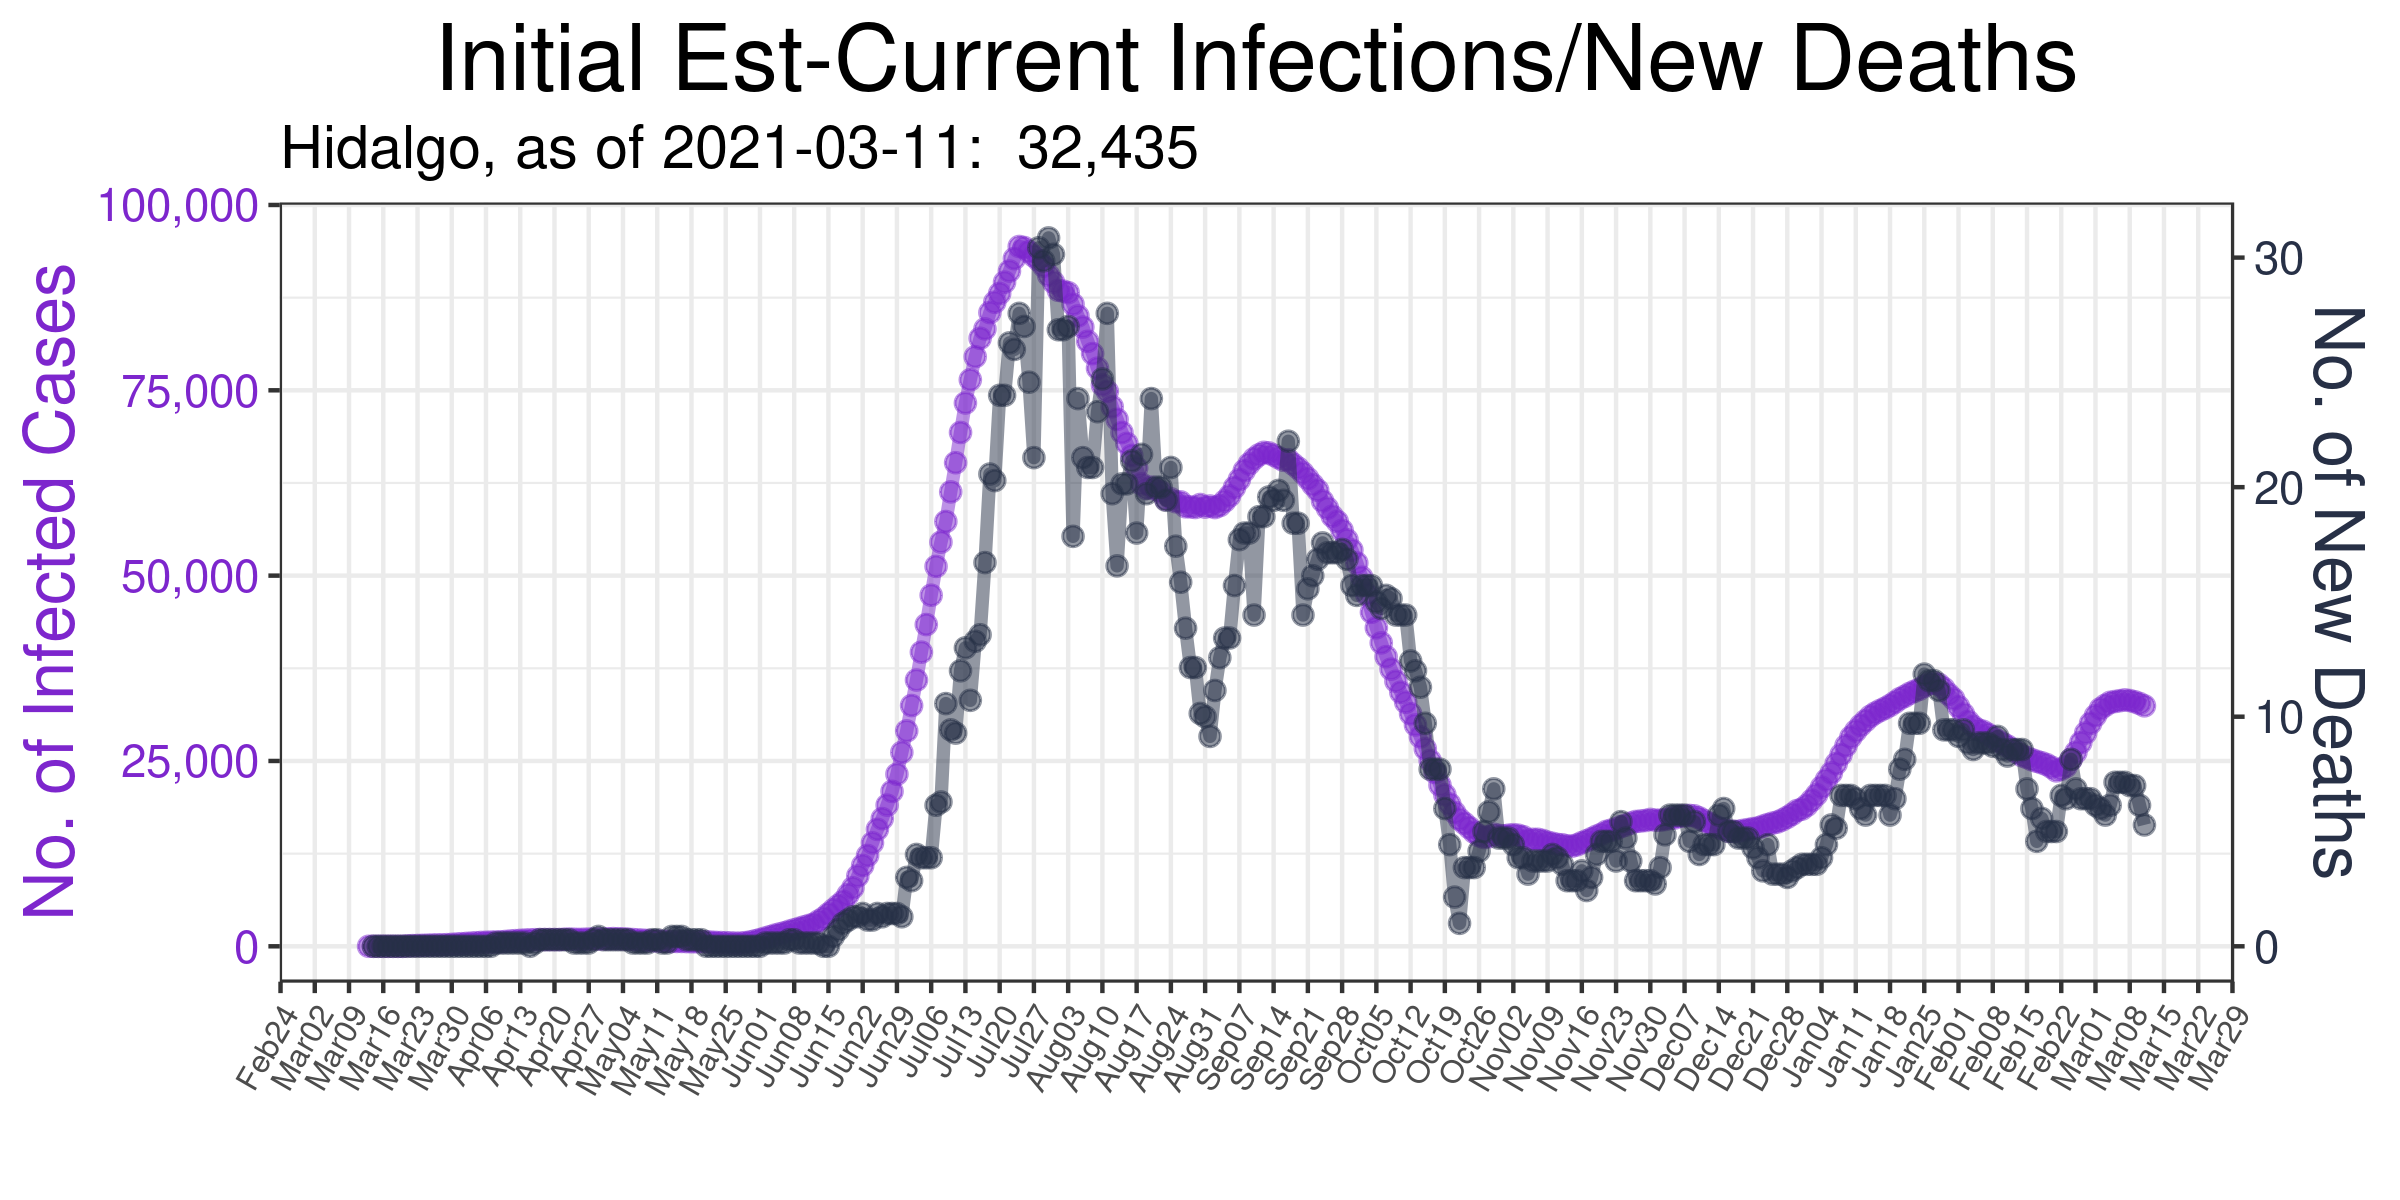 Initial Est-Current Infections/New Deaths
Hidalgo, as of 2021-03-11:  32,435
No. of Infected Cases
100,000
75,000
50,000
25,000
0
30
20
10
0
No. of New Deaths
Feb24 Mar02 Mar09 Mar16 Mar23 Mar30 Apr06 Apr13 Apr20 Apr27 May04 May11 May18 May25 Jun01 Jun08 Jun15 Jun22 Jun29 Jul06 Jul13 Jul20 Jul27 Aug03 Aug10 Aug17 Aug24 Aug31 Sep07 Sep14 Sep21 Sep28 Oct05 Oct12 Oct19 Oct26 Nov02 Nov09 Nov16 Nov23 Nov30 Dec07 Dec14 Dec21 Dec28 Jan04 Jan11 Jan18 Jan25 Feb01 Feb08 Feb15 Feb22 Mar01 Mar08 Mar15 Mar22 Mar29